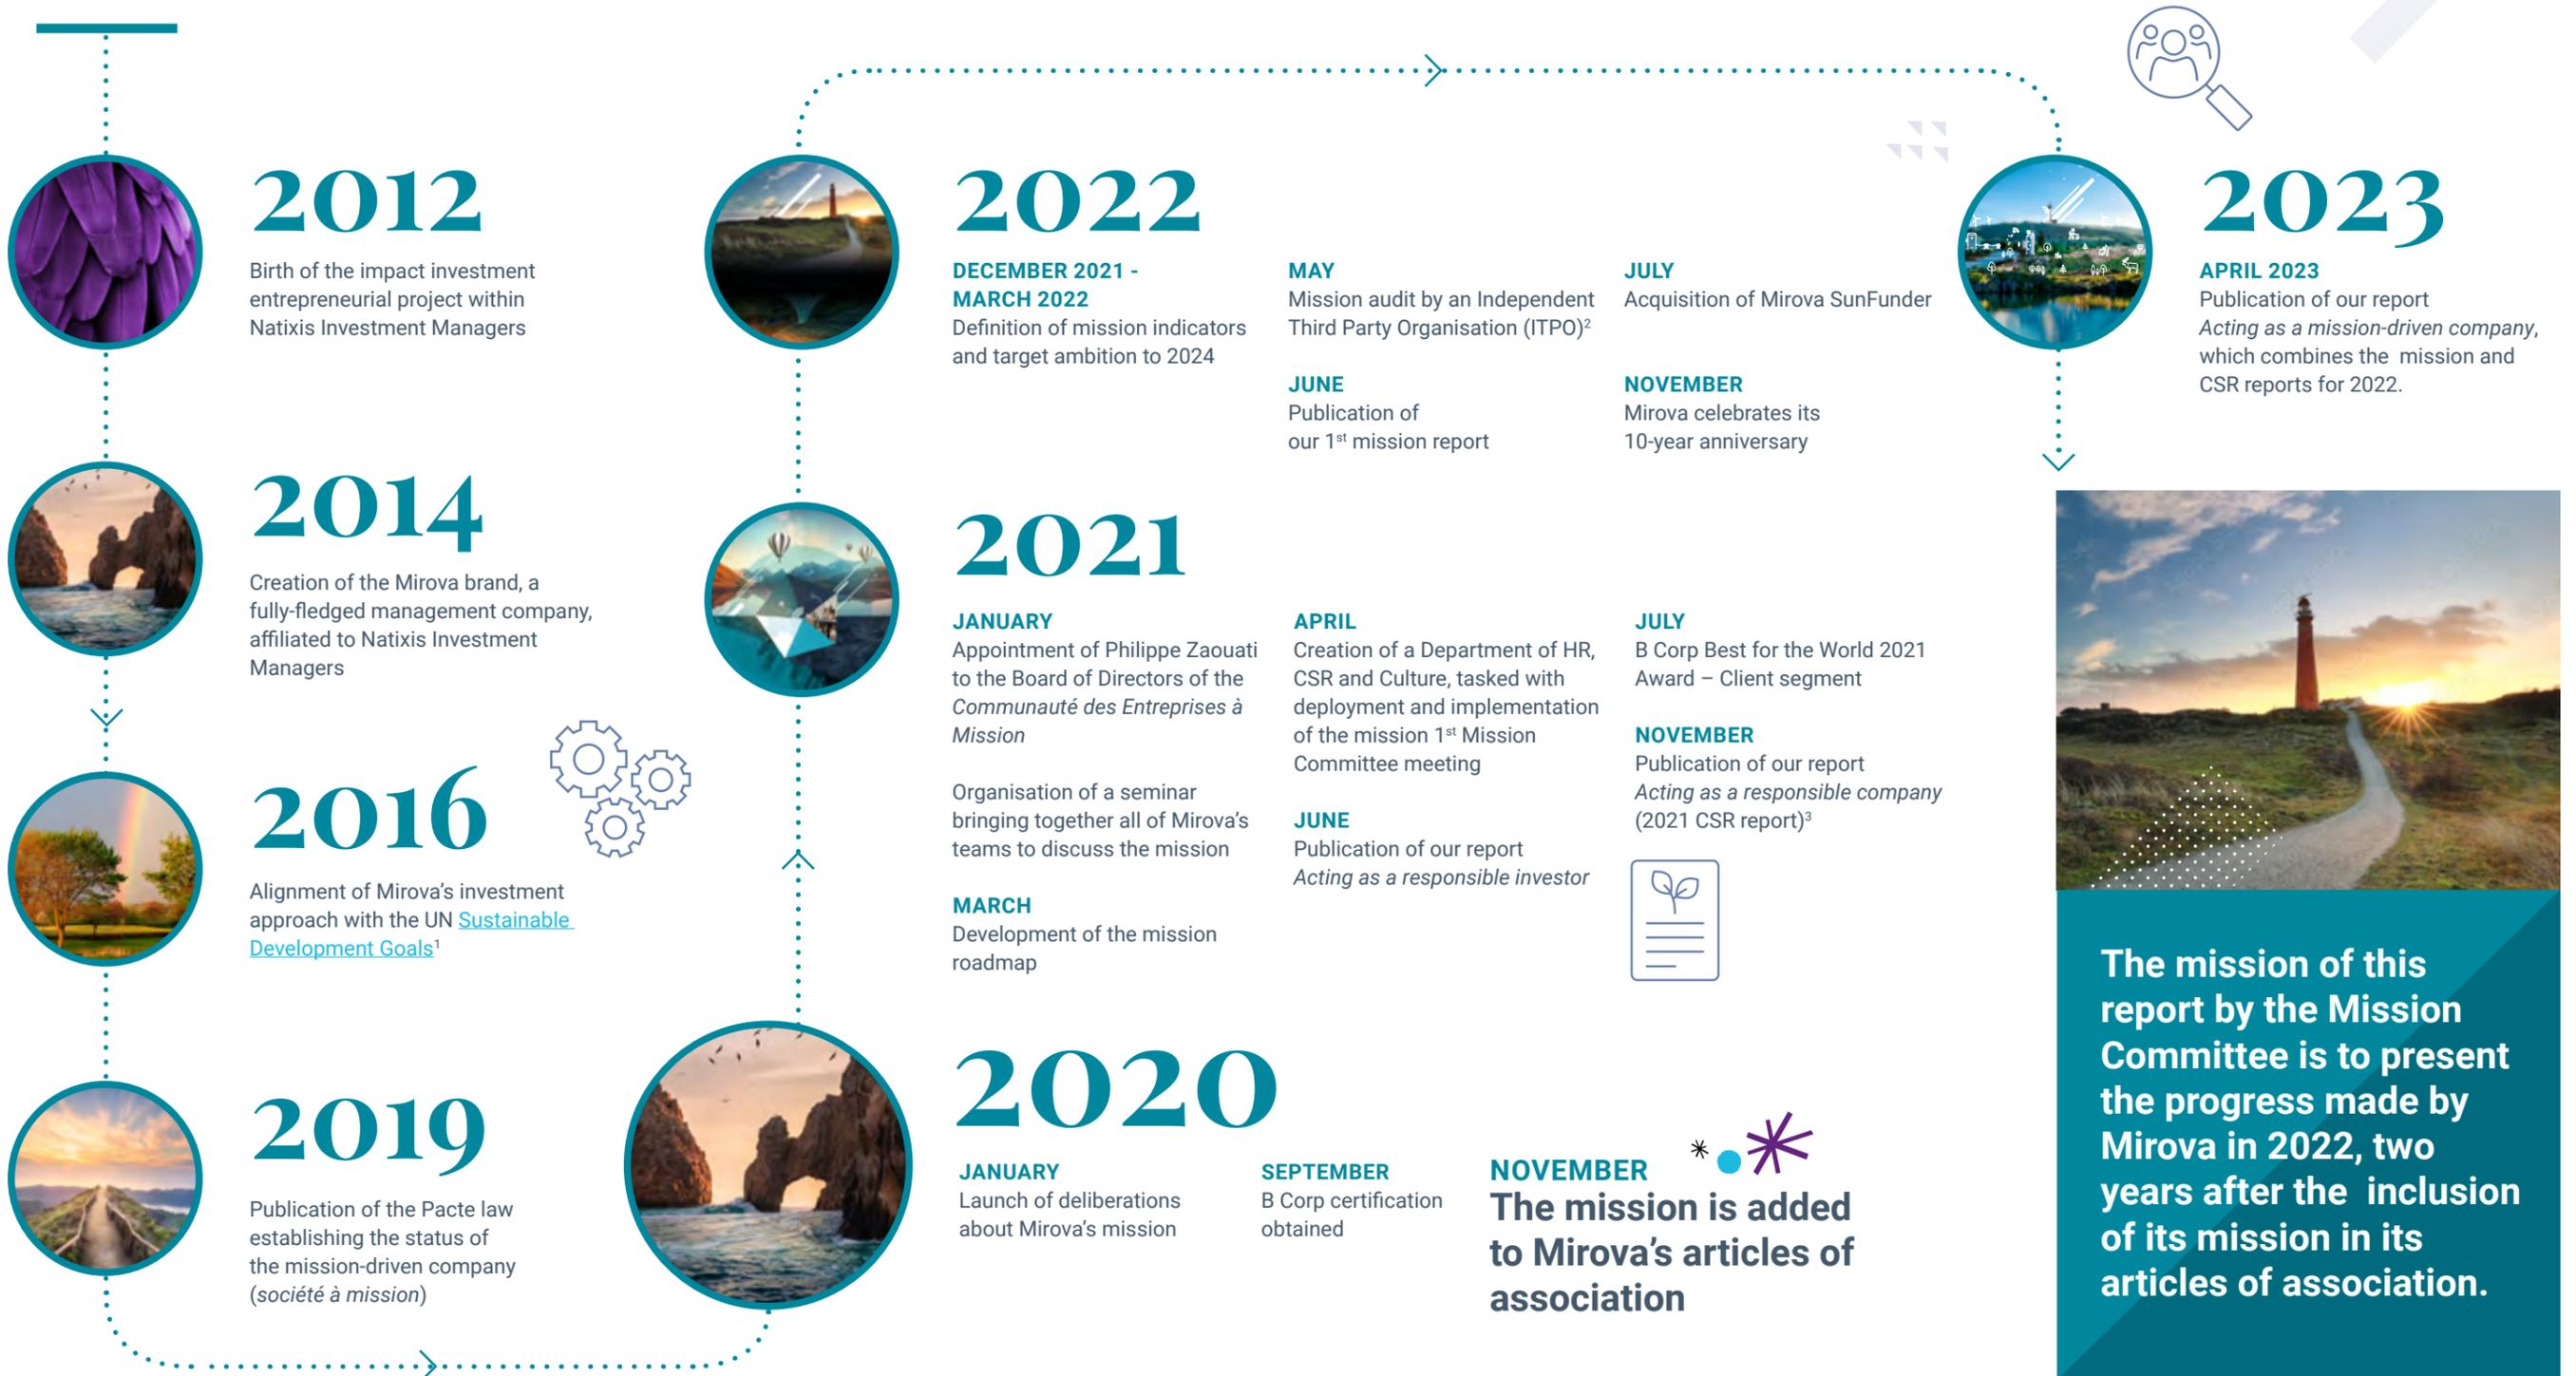 2012
Birth of the impact investment
entrepreneurial project within
Natixis Investment Managers
2014
Creation of the Mirova brand, a
fully-fledged management company,
affiliated to Natixis Investment
Managers
2016
Alignment of Mirova's investment
approach with the UN Sustainable
Development Goals¹
2019
Publication of the Pacte law
establishing the status of
the mission-driven company
(société à mission)
2020
JANUARY
Launch of deliberations
about Mirova's mission
SEPTEMBER
B Corp certification
obtained
NOVEMBER
The mission is added
to Mirova's articles of
association
2021
JANUARY
Appointment of Philippe Zaouati
to the Board of Directors of the
Communauté des Entreprises à
Mission
Organisation of a seminar
bringing together all of Mirova's
teams to discuss the mission
MARCH
Development of the mission
roadmap
APRIL
Creation of a Department of HR,
CSR and Culture, tasked with
deployment and implementation
of the mission 1st Mission
Committee meeting
JUNE
Publication of our report
Acting as a responsible investor
JULY
B Corp Best for the World 2021
Award – Client segment
NOVEMBER
Publication of our report
Acting as a responsible company
(2021 CSR report)³
2022
DECEMBER 2021 -
MARCH 2022
Definition of mission indicators
and target ambition to 2024
MAY
Mission audit by an Independent
Third Party Organisation (ITPO)²
JUNE
Publication of
our 1st mission report
JULY
Acquisition of Mirova SunFunder
NOVEMBER
Mirova celebrates its
10-year anniversary
2023
APRIL 2023
Publication of our report
Acting as a mission-driven company,
which combines the mission and
CSR reports for 2022.
The mission of this
report by the Mission
Committee is to present
the progress made by
Mirova in 2022, two
years after the inclusion
of its mission in its
articles of association.